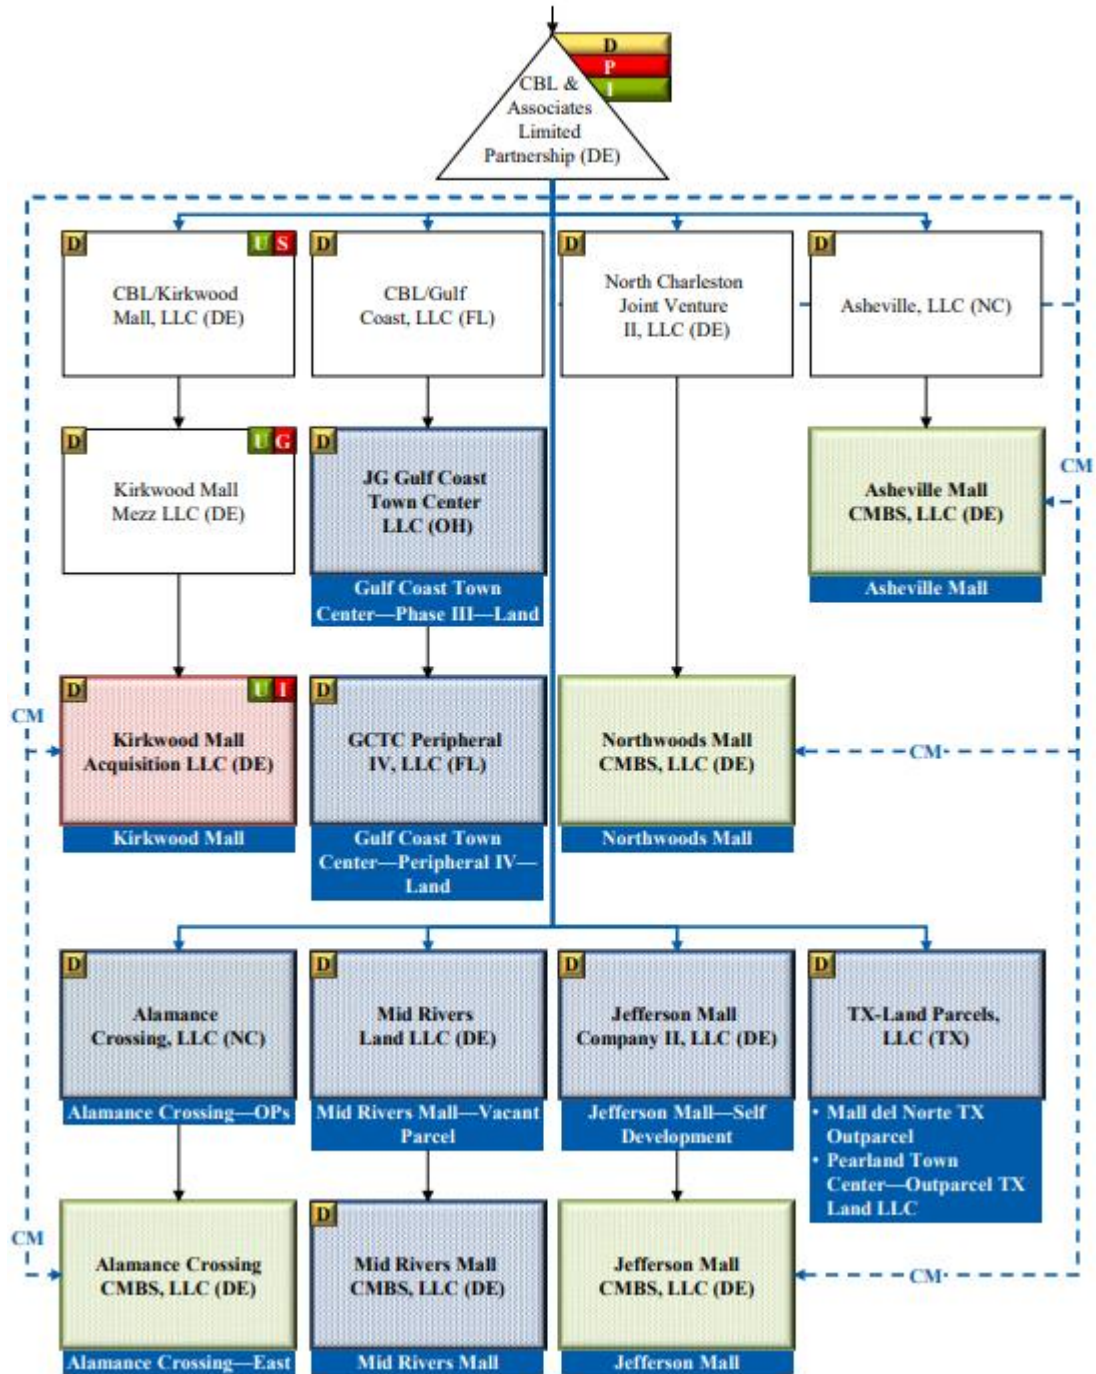 D
P
I
CBL &
Associates
Limited
Partnership (DE)
D
U S
CBL/Kirkwood
Mall, LLC (DE)
D
CBL/Gulf
Coast, LLC (FL)
D
North Charleston
Joint Venture
II, LLC (DE)
D
Asheville, LLC (NC)
D
U G
Kirkwood Mall
Mezz LLC (DE)
D
JG Gulf Coast
Town Center
LLC (OH)
Gulf Coast Town
Center—Phase III—Land
Asheville Mall
CMBS, LLC (DE)
Asheville Mall
CM
CM
D
U I
Kirkwood Mall
Acquisition LLC (DE)
Kirkwood Mall
D
GCTC Peripheral
IV, LLC (FL)
Gulf Coast Town
Center—Peripheral IV—
Land
Northwoods Mall
CMBS, LLC (DE)
Northwoods Mall
CM
D
Alamance
Crossing, LLC (NC)
Alamance Crossing—OPs
D
Mid Rivers
Land LLC (DE)
Mid Rivers Mall—Vacant
Parcel
D
Jefferson Mall
Company II, LLC (DE)
Jefferson Mall—Self
Development
D
TX-Land Parcels,
LLC (TX)
• Mall del Norte TX
Outparcel
• Pearland Town
Center—Outparcel TX
Land LLC
CM
Alamance Crossing
CMBS, LLC (DE)
Alamance Crossing—East
D
Mid Rivers Mall
CMBS, LLC (DE)
Mid Rivers Mall
Jefferson Mall
CMBS, LLC (DE)
Jefferson Mall
CM